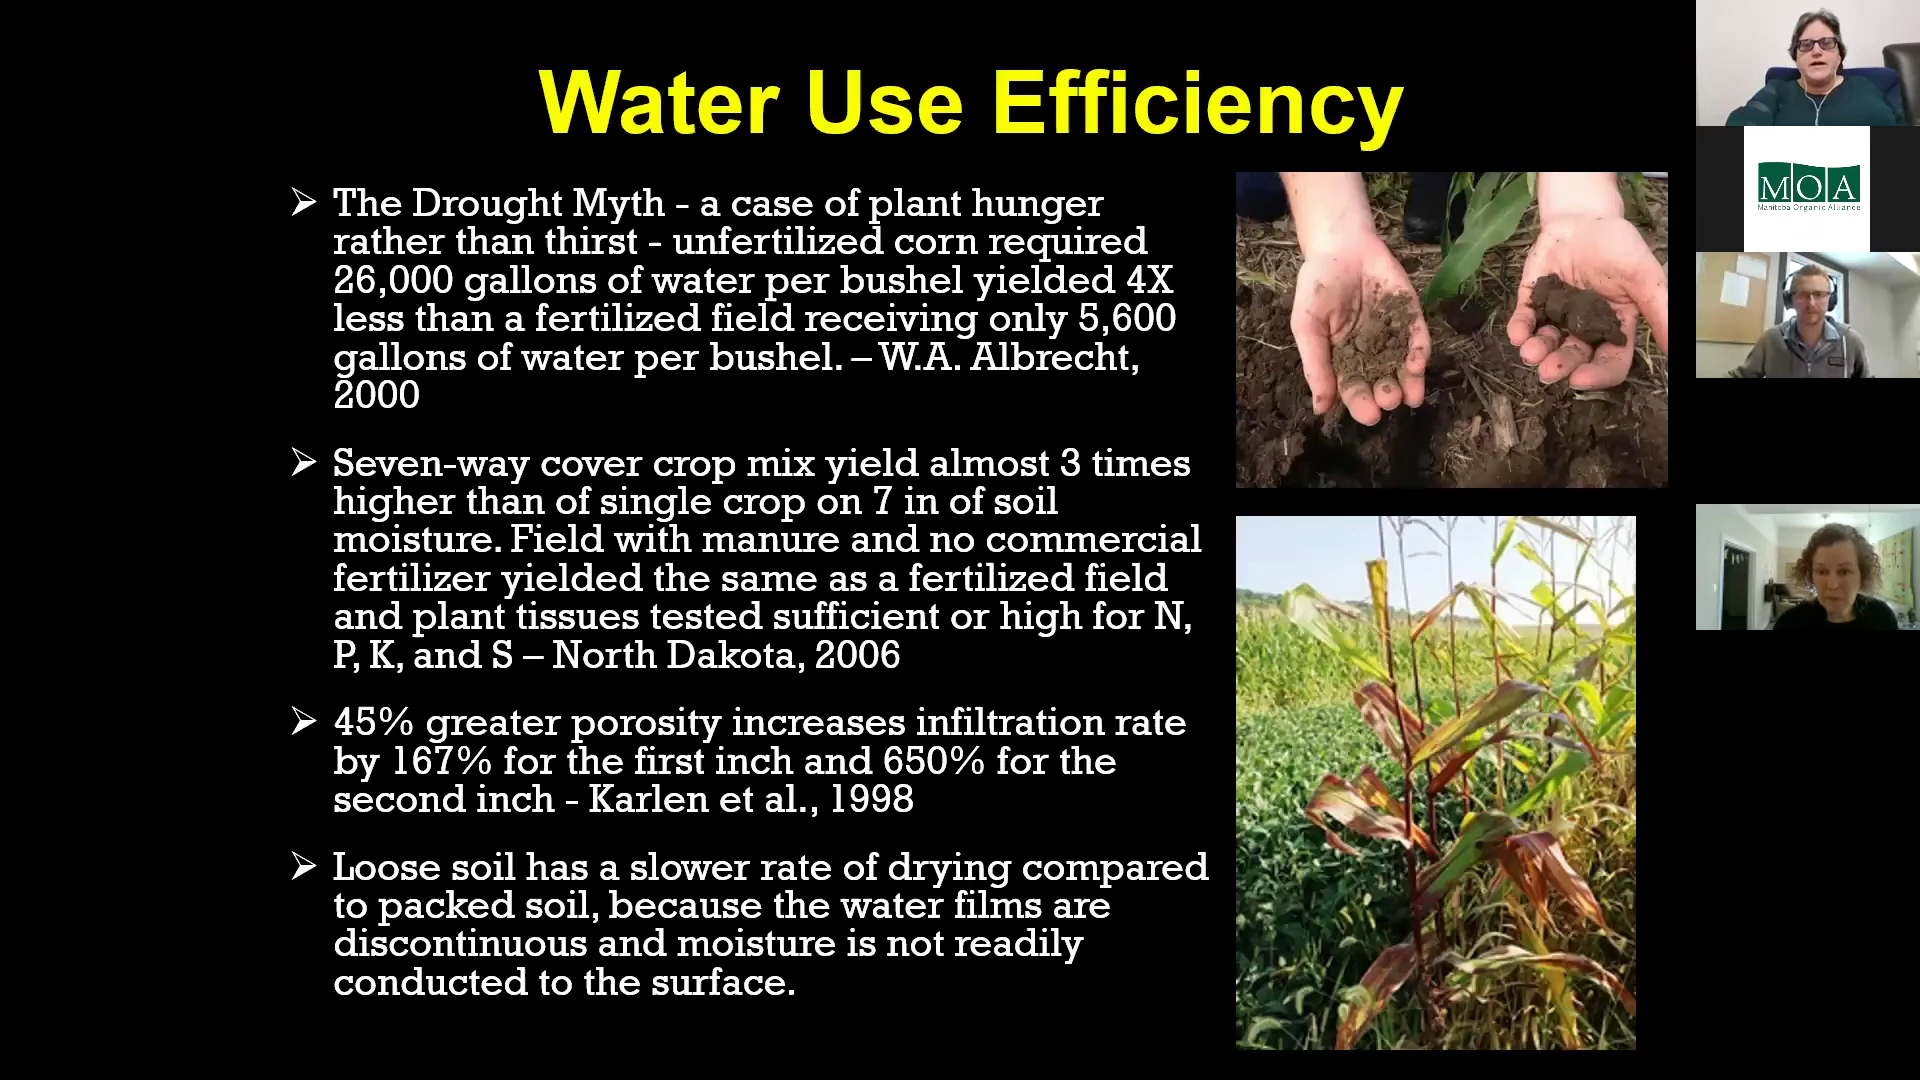 Water Use Efficiency
The Drought Myth - a case of plant hunger
rather than thirst - unfertilized corn required
26,000 gallons of water per bushel yielded 4X
less than a fertilized field receiving only 5,600
gallons of water per bushel. – W.A. Albrecht,
2000
Seven-way cover crop mix yield almost 3 times
higher than of single crop on 7 in of soil
moisture. Field with manure and no commercial
fertilizer yielded the same as a fertilized field
and plant tissues tested sufficient or high for N,
P, K, and S – North Dakota, 2006
45% greater porosity increases infiltration rate
by 167% for the first inch and 650% for the
second inch - Karlen et al., 1998
Loose soil has a slower rate of drying compared
to packed soil, because the water films are
discontinuous and moisture is not readily
conducted to the surface.
MOA
Manitoba Organic Alliance